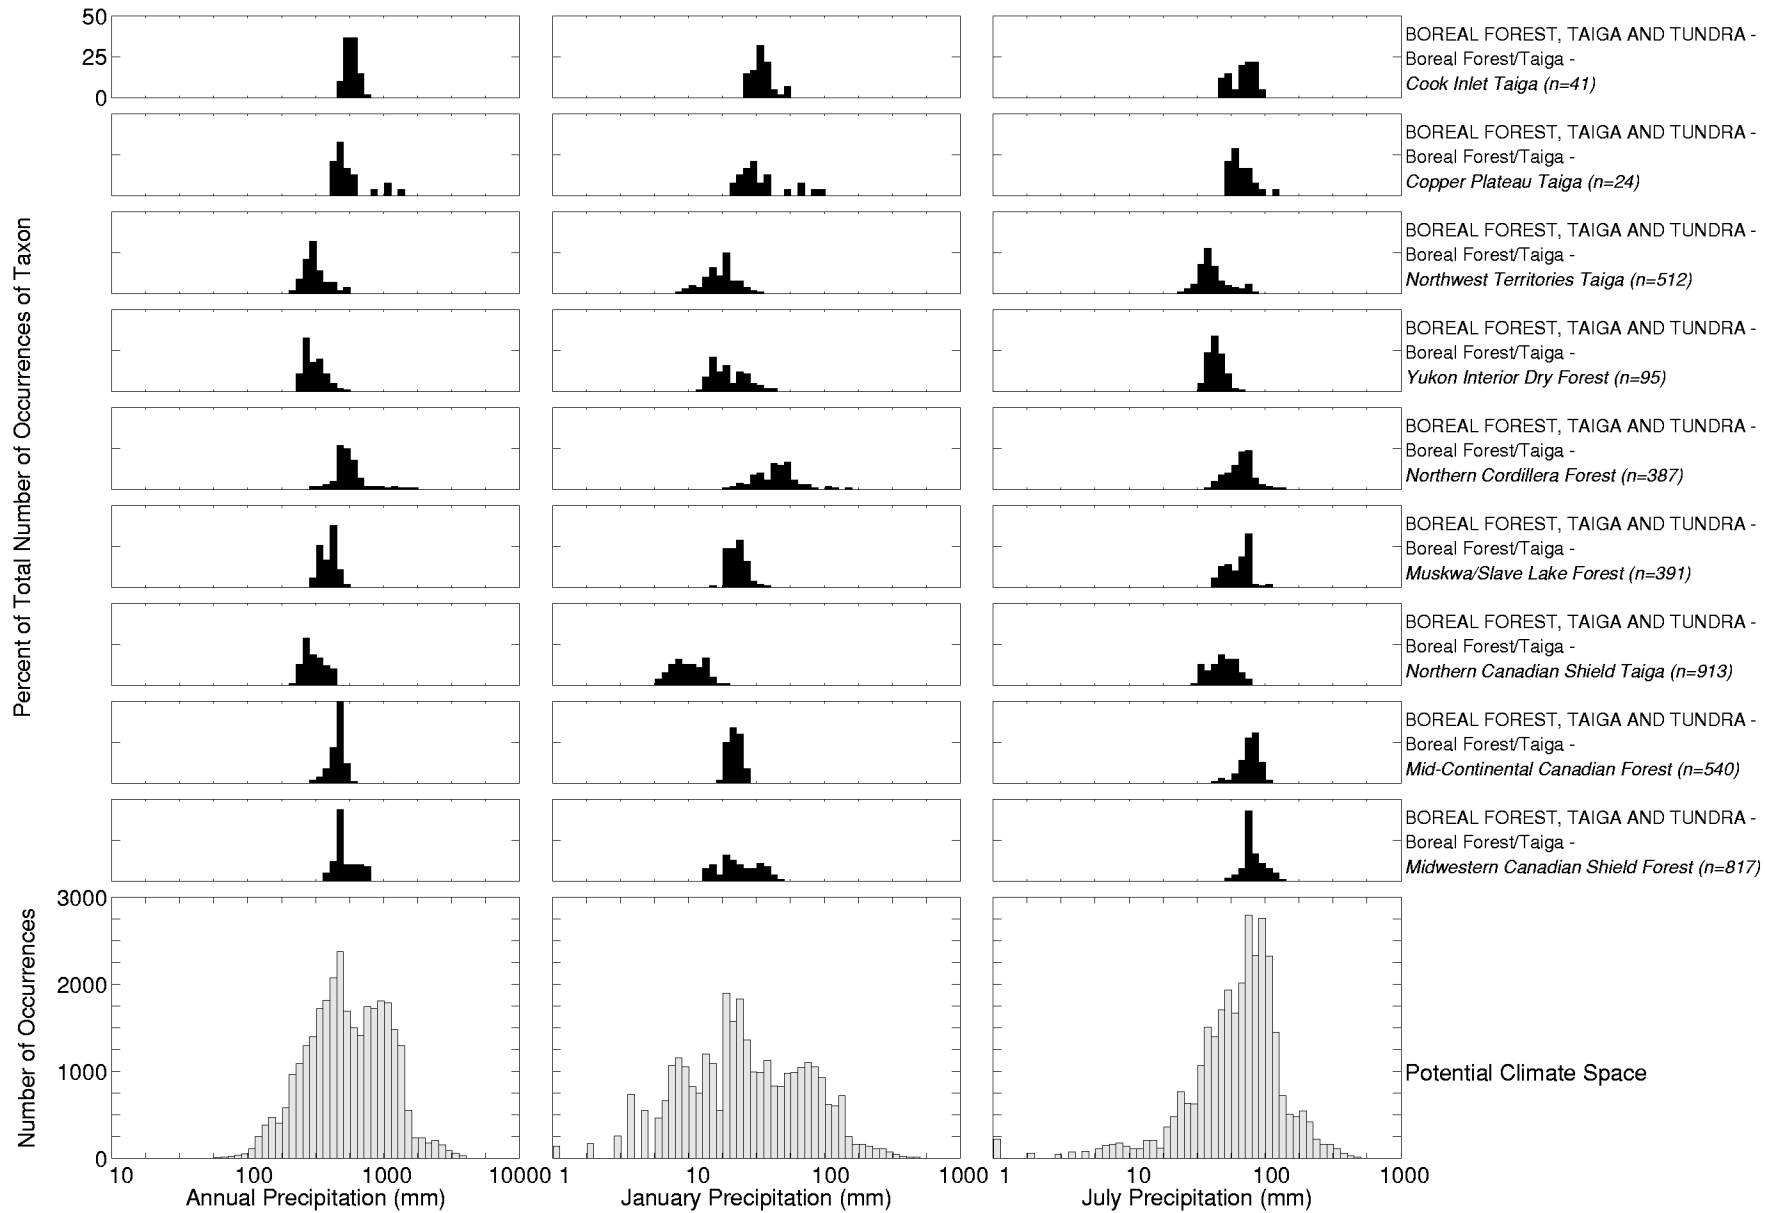 Percent of Total Number of Occurrences of Taxon
50
25
0
BOREAL FOREST, TAIGA AND TUNDRA -
Boreal Forest/Taiga -
Cook Inlet Taiga (n=41)
BOREAL FOREST, TAIGA AND TUNDRA -
Boreal Forest/Taiga -
Copper Plateau Taiga (n=24)
BOREAL FOREST, TAIGA AND TUNDRA -
Boreal Forest/Taiga -
Northwest Territories Taiga (n=512)
BOREAL FOREST, TAIGA AND TUNDRA -
Boreal Forest/Taiga -
Yukon Interior Dry Forest (n=95)
BOREAL FOREST, TAIGA AND TUNDRA -
Boreal Forest/Taiga -
Northern Cordillera Forest (n=387)
BOREAL FOREST, TAIGA AND TUNDRA -
Boreal Forest/Taiga -
Muskwa/Slave Lake Forest (n=391)
BOREAL FOREST, TAIGA AND TUNDRA -
Boreal Forest/Taiga -
Northern Canadian Shield Taiga (n=913)
BOREAL FOREST, TAIGA AND TUNDRA -
Boreal Forest/Taiga -
Mid-Continental Canadian Forest (n=540)
BOREAL FOREST, TAIGA AND TUNDRA -
Boreal Forest/Taiga -
Midwestern Canadian Shield Forest (n=817)
Number of Occurrences
3000
2000
1000
0
Potential Climate Space
10 100 1000 10000
1 10 100 1000
1 10 100 1000
Annual Precipitation (mm)
January Precipitation (mm)
July Precipitation (mm)